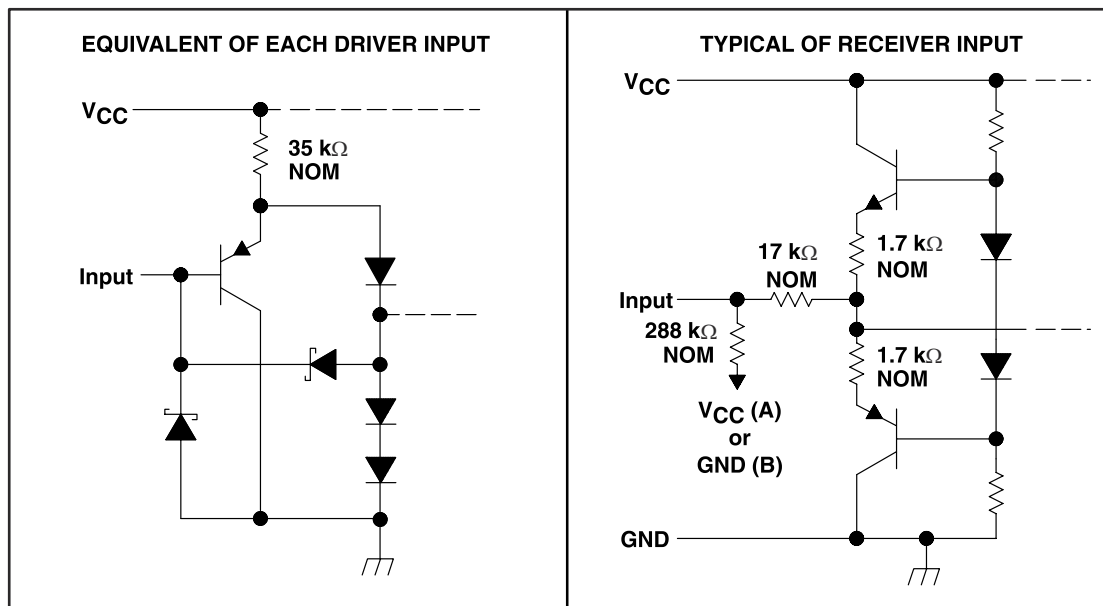 EQUIVALENT OF EACH DRIVER INPUT
VCC
35 kΩ
NOM
Input
TYPICAL OF RECEIVER INPUT
VCC
17 kΩ
NOM
1.7 kΩ
NOM
Input
288 kΩ
NOM
1.7 kΩ
NOM
VCC (A)
or
GND (B)
GND